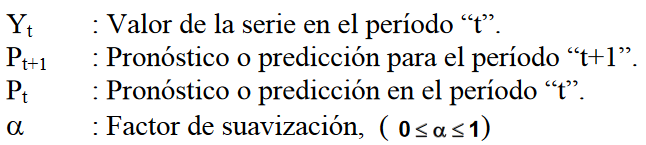 Yₜ : Valor de la serie en el período “t”.
Pₜ₊₁ : Pronóstico o predicción para el período “t+1”.
Pₜ : Pronóstico o predicción en el período “t”.
α : Factor de suavización, ( 0 ≤ α ≤ 1)